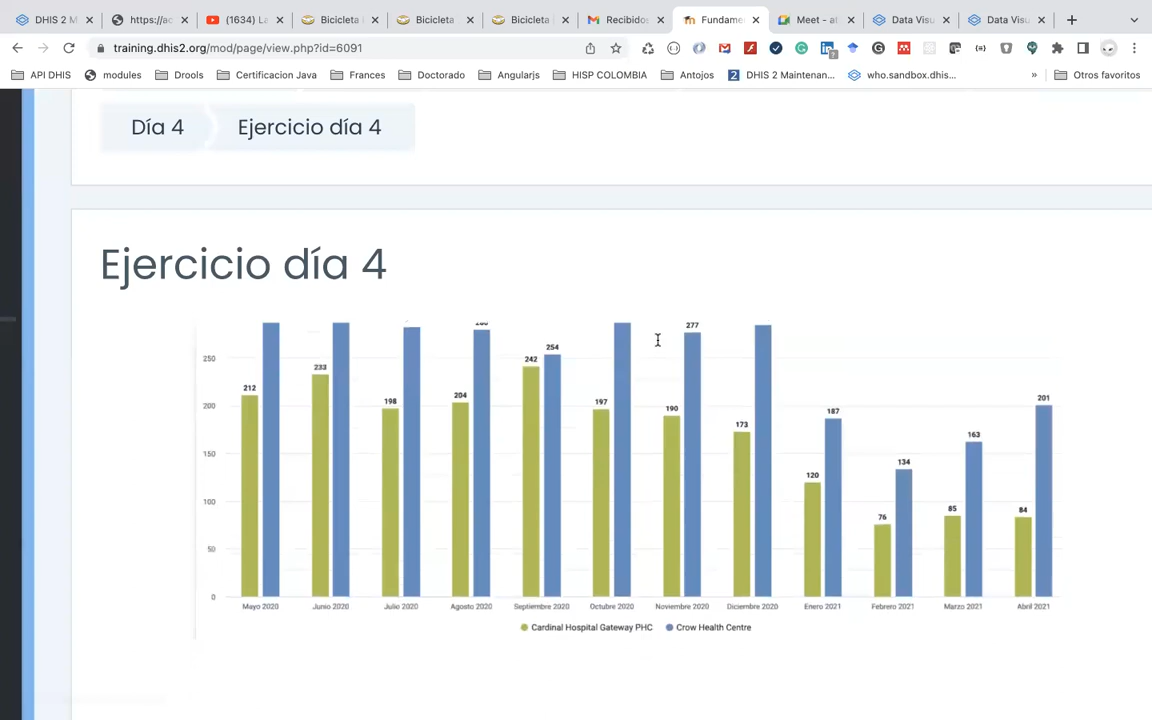 DHIS 2 M
https://ac
(1634) La
Bicicleta
Bicicleta
Bicicleta
Recibidos
Fundame
Meet - a
Data Visu
Data Visu
training.dhis2.org/mod/page/view.php?id=6091
API DHIS modules Drools Certificacion Java Frances Doctorado Angularjs HISP COLOMBIA Antojos DHIS 2 Maintenan... who.sandbox.dhis... » Otros favoritos
Día 4 Ejercicio día 4
Ejercicio día 4
277
254
242
250
233
212
204
198
197
190
173
187
201
200
163
150
134
120
100
76
85
84
50
0
Mayo 2020 Junio 2020 Julio 2020 Agosto 2020 Septiembre 2020 Octubre 2020 Noviembre 2020 Diciembre 2020 Enero 2021 Febrero 2021 Marzo 2021 Abril 2021
Cardinal Hospital Gateway PHC Crow Health Centre